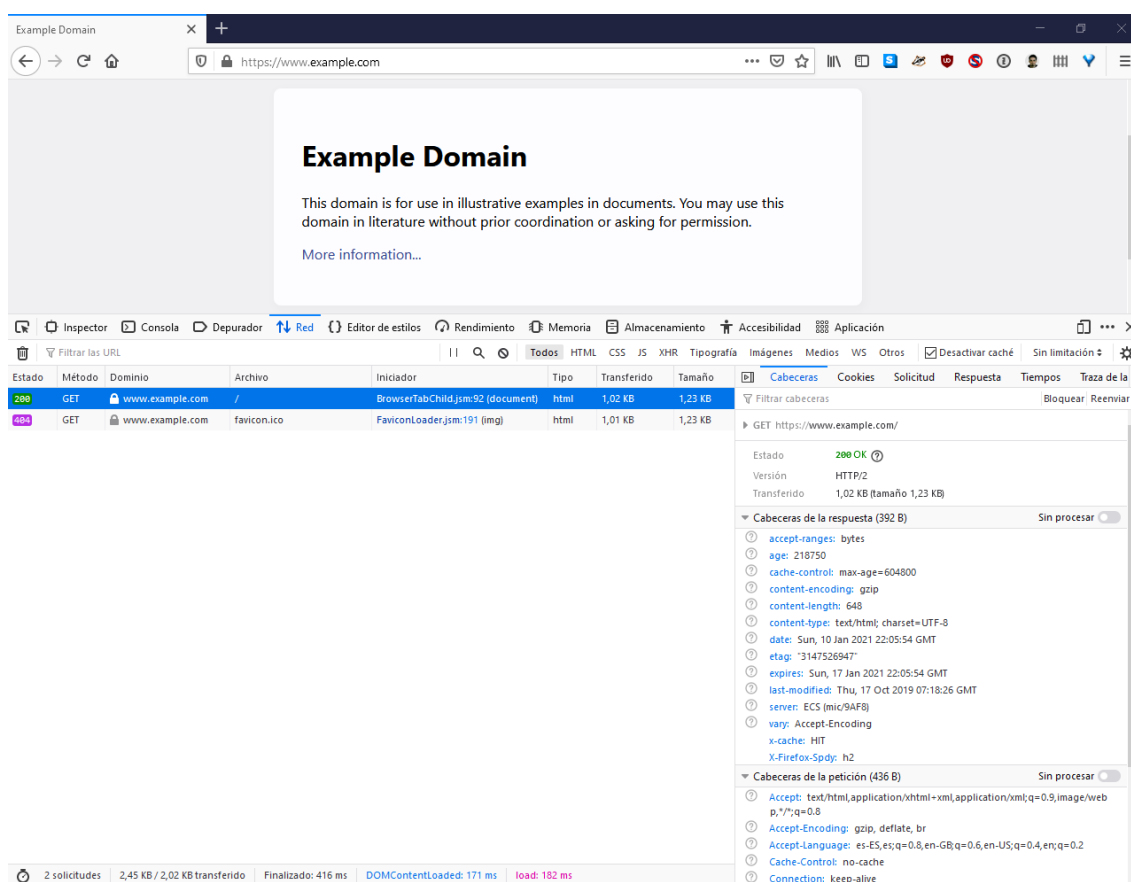 Example Domain
https://www.example.com
Example Domain
This domain is for use in illustrative examples in documents. You may use this
domain in literature without prior coordination or asking for permission.
More information...
Inspector Consola Depurador Red Editor de estilos Rendimiento Memoria Almacenamiento Accesibilidad Aplicación
Filtrar las URL Todos HTML CSS JS XHR Tipografía Imágenes Medios WS Otros Desactivar caché Sin limitación
Estado Método Dominio Archivo Iniciador Tipo Transferido Tamaño Cabeceras Cookies Solicitud Respuesta Tiempos Traza de la
200 GET www.example.com / BrowserTabChild.jsm:92 (document) html 1,02 KB 1,23 KB
404 GET www.example.com favicon.ico FaviconLoader.jsm:191 (img) html 1,01 KB 1,23 KB
Filtrar cabeceras Bloquear Reenviar
GET https://www.example.com/
Estado 200 OK
Versión HTTP/2
Transferido 1,02 KB (tamaño 1,23 KB)
Cabeceras de la respuesta (392 B) Sin procesar
accept-ranges: bytes
age: 218750
cache-control: max-age=604800
content-encoding: gzip
content-length: 648
content-type: text/html; charset=UTF-8
date: Sun, 10 Jan 2021 22:05:54 GMT
etag: "3147526947"
expires: Sun, 17 Jan 2021 22:05:54 GMT
last-modified: Thu, 17 Oct 2019 07:18:26 GMT
server: ECS (mic/9AF8)
vary: Accept-Encoding
x-cache: HIT
X-Firefox-Spdy: h2
Cabeceras de la petición (436 B) Sin procesar
Accept: text/html,application/xhtml+xml,application/xml;q=0.9,image/web
p,*/*;q=0.8
Accept-Encoding: gzip, deflate, br
Accept-Language: es-ES,es;q=0.8,en-GB;q=0.6,en-US;q=0.4,en;q=0.2
Cache-Control: no-cache
Connection: keep-alive
2 solicitudes 2,45 KB / 2,02 KB transferido Finalizado: 416 ms DOMContentLoaded: 171 ms load: 182 ms